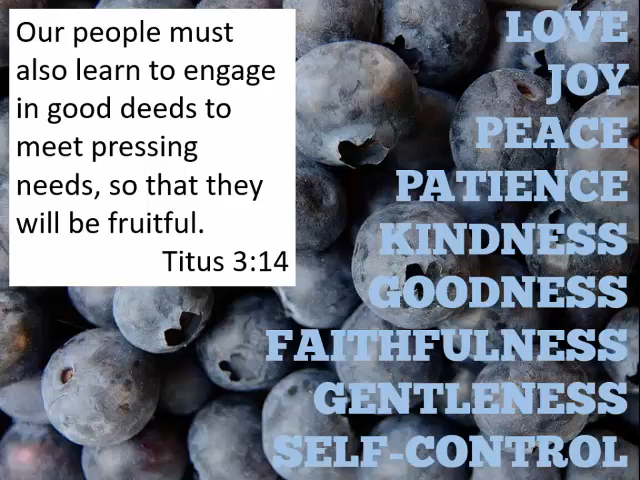 Our people must
also learn to engage
in good deeds to
meet pressing
needs, so that they
will be fruitful.
Titus 3:14
LOVE
JOY
PEACE
PATIENCE
KINDNESS
GOODNESS
FAITHFULNESS
GENTLENESS
SELF-CONTROL